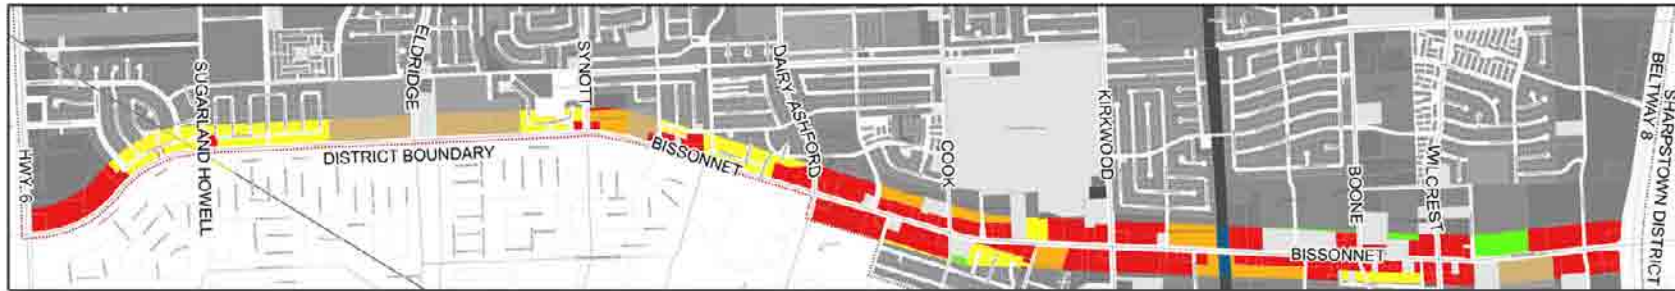 HWY. 6
SUGARLAND HOWELL
ELDRIDGE
DISTRICT BOUNDARY
SYNOTT
BISSONNET
DAIRY ASHFORD
COOK
KIRKWOOD
BISSONNET
BOONE
WILCREST
BELTWAY 8
SHARPSTOWN DISTRICT